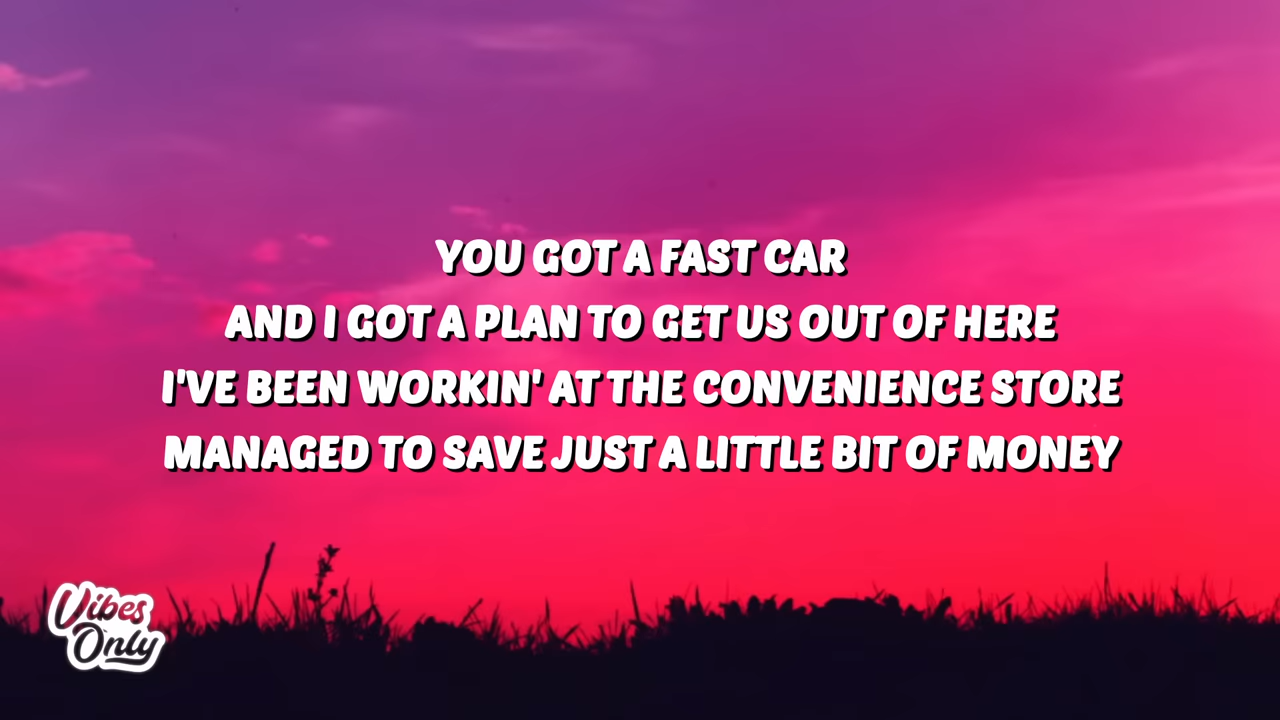 YOU GOT A FAST CAR
AND I GOT A PLAN TO GET US OUT OF HERE
I'VE BEEN WORKIN' AT THE CONVENIENCE STORE
MANAGED TO SAVE JUST A LITTLE BIT OF MONEY
Vibes
Only